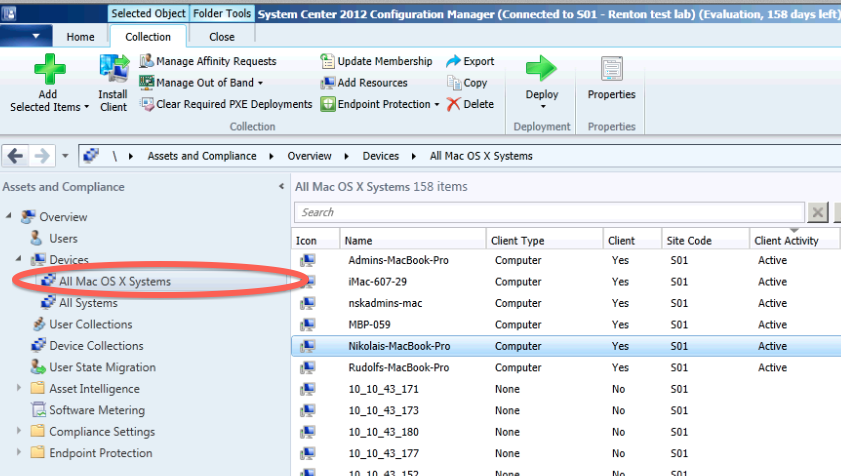 Selected Object Folder Tools System Center 2012 Configuration Manager (Connected to S01 - Renton test lab) (Evaluation, 158 days left)
Home Collection Close
Add Selected Items
Install Client
Manage Affinity Requests
Manage Out of Band
Clear Required PXE Deployments
Update Membership
Add Resources
Endpoint Protection
Export
Copy
Delete
Collection
Deploy
Deployment
Properties
Properties
\ Assets and Compliance Overview Devices All Mac OS X Systems
Assets and Compliance
Overview
Users
Devices
All Mac OS X Systems
All Systems
User Collections
Device Collections
User State Migration
Asset Intelligence
Software Metering
Compliance Settings
Endpoint Protection
All Mac OS X Systems 158 items
Search
Icon Name Client Type Client Site Code Client Activity
Admins-MacBook-Pro Computer Yes S01 Active
iMac-607-29 Computer Yes S01 Active
nskadmins-mac Computer Yes S01 Active
MBP-059 Computer Yes S01 Active
Nikolais-MacBook-Pro Computer Yes S01 Active
Rudolfs-MacBook-Pro Computer Yes S01 Active
10_10_43_171 None No S01
10_10_43_173 None No S01
10_10_43_180 None No S01
10_10_43_177 None No S01
10_10_43_152 None No S01